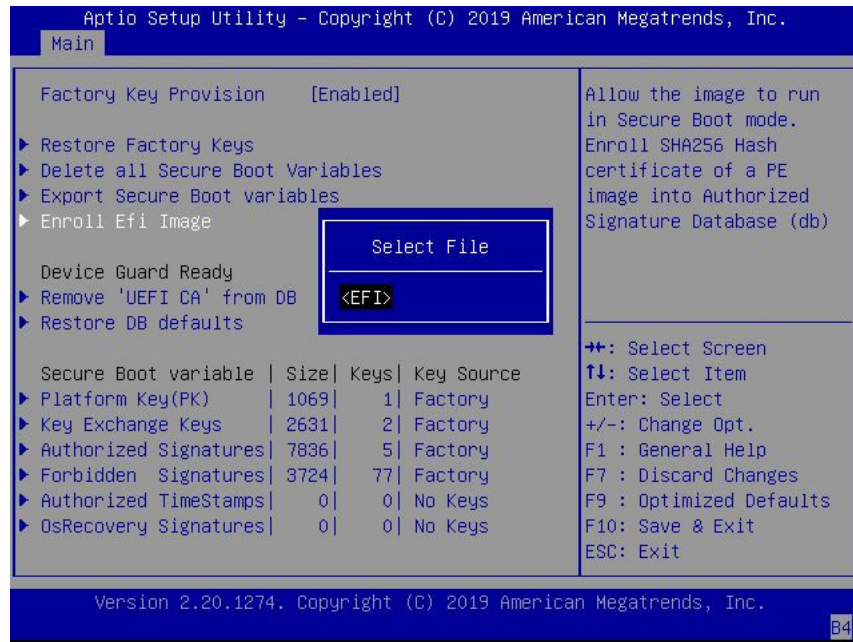 Aptio Setup Utility – Copyright (C) 2019 American Megatrends, Inc.
Main
Factory Key Provision [Enabled]
Restore Factory Keys
Delete all Secure Boot Variables
Export Secure Boot variables
Enroll Efi Image
Device Guard Ready
Remove 'UEFI CA' from DB
Restore DB defaults
Secure Boot variable | Size| Keys| Key Source
Platform Key(PK) | 1069| 1| Factory
Key Exchange Keys | 2631| 2| Factory
Authorized Signatures| 7836| 5| Factory
Forbidden Signatures| 3724| 77| Factory
Authorized TimeStamps| 0| 0| No Keys
OsRecovery Signatures| 0| 0| No Keys
Select File
<EFI>
Allow the image to run
in Secure Boot mode.
Enroll SHA256 Hash
certificate of a PE
image into Authorized
Signature Database (db)
→←: Select Screen
↑↓: Select Item
Enter: Select
+/-: Change Opt.
F1 : General Help
F7 : Discard Changes
F9 : Optimized Defaults
F10: Save & Exit
ESC: Exit
Version 2.20.1274. Copyright (C) 2019 American Megatrends, Inc.
B4